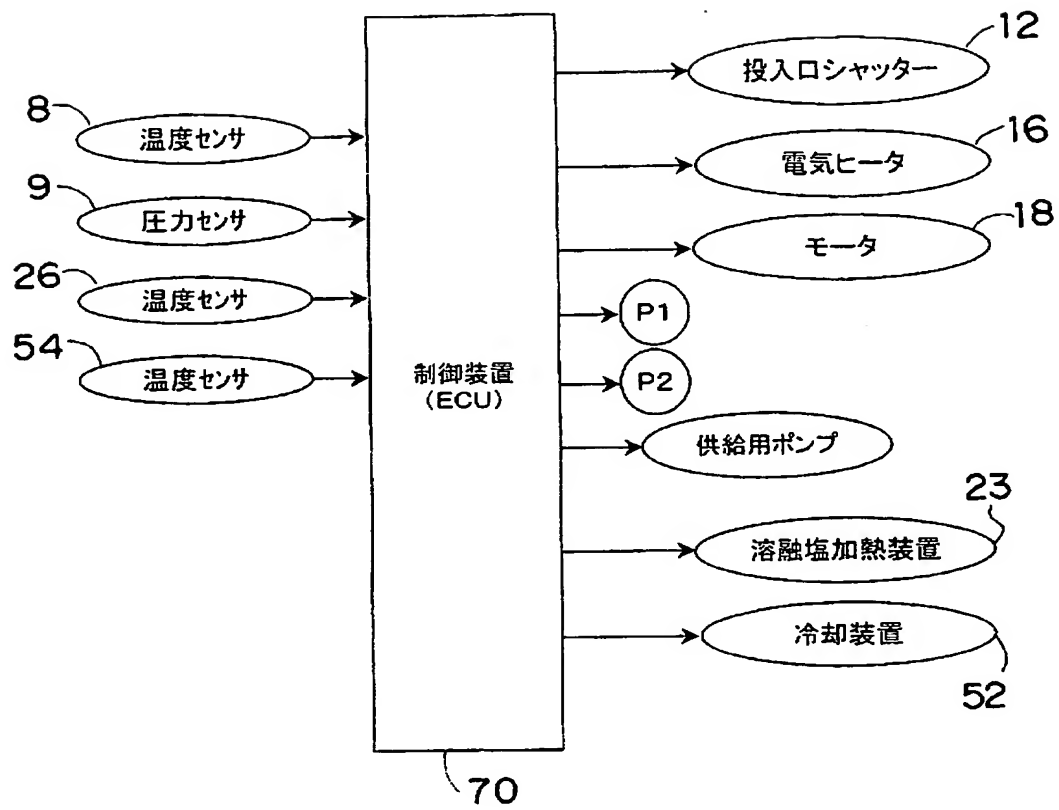 8
温度センサ
9
圧力センサ
26
温度センサ
54
温度センサ
制御装置
(ECU)
70
12
投入口シャッター
16
電気ヒータ
18
モータ
P1
P2
供給用ポンプ
23
溶融塩加熱装置
冷却装置
52